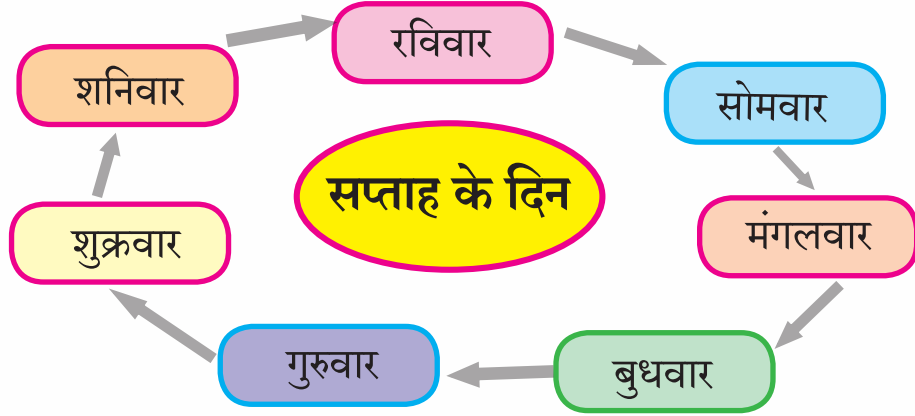 रविवार
सोमवार
मंगलवार
बुधवार
गुरुवार
शुक्रवार
शनिवार
सप्ताह के दिन